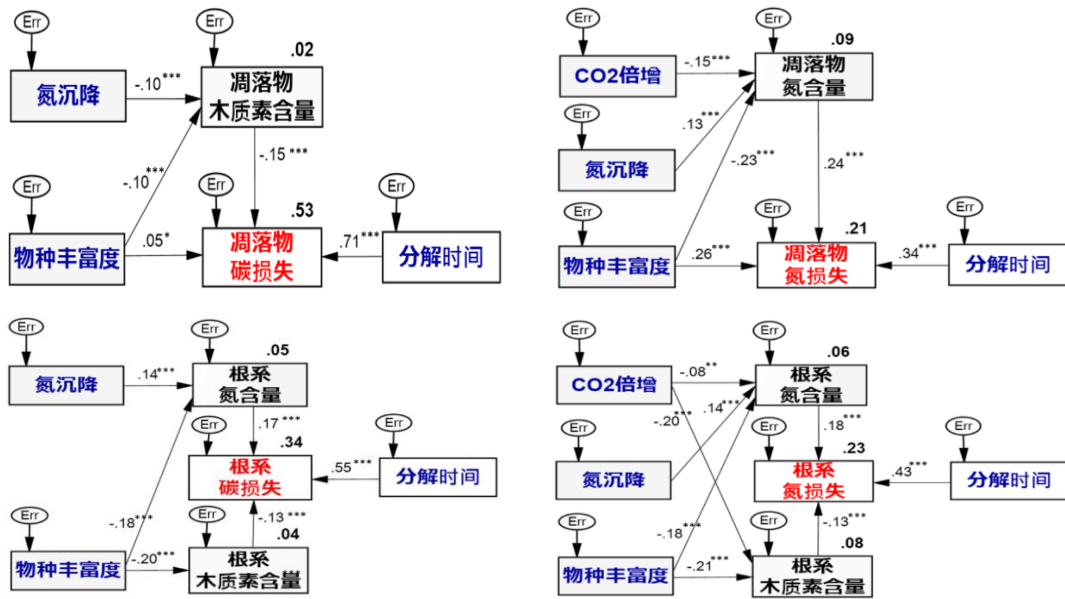 Err
Err
.02
氮沉降
-.10***
凋落物
木质素含量
-.15 ***
-.10***
Err
Err
Err
.53
物种丰富度
.05*
凋落物
碳损失
.71***
分解时间
Err
Err
.09
CO2倍增
-.15***
凋落物
氮含量
Err
.13***
氮沉降
-.23***
.24***
Err
Err
Err
.21
物种丰富度
.26***
凋落物
氮损失
.34***
分解时间
Err
Err
.05
氮沉降
.14***
根系
氮含量
.17***
Err
Err
.34
根系
碳损失
.55***
分解时间
-.18***
-.13***
Err
Err
.04
物种丰富度
-.20***
根系
木质素含量
Err
Err
.06
CO2倍增
-.08**
根系
氮含量
-.20***
.14***
.18***
Err
Err
Err
.23
氮沉降
根系
氮损失
.43***
分解时间
-.18***
-.13***
Err
Err
.08
物种丰富度
-.21***
根系
木质素含量